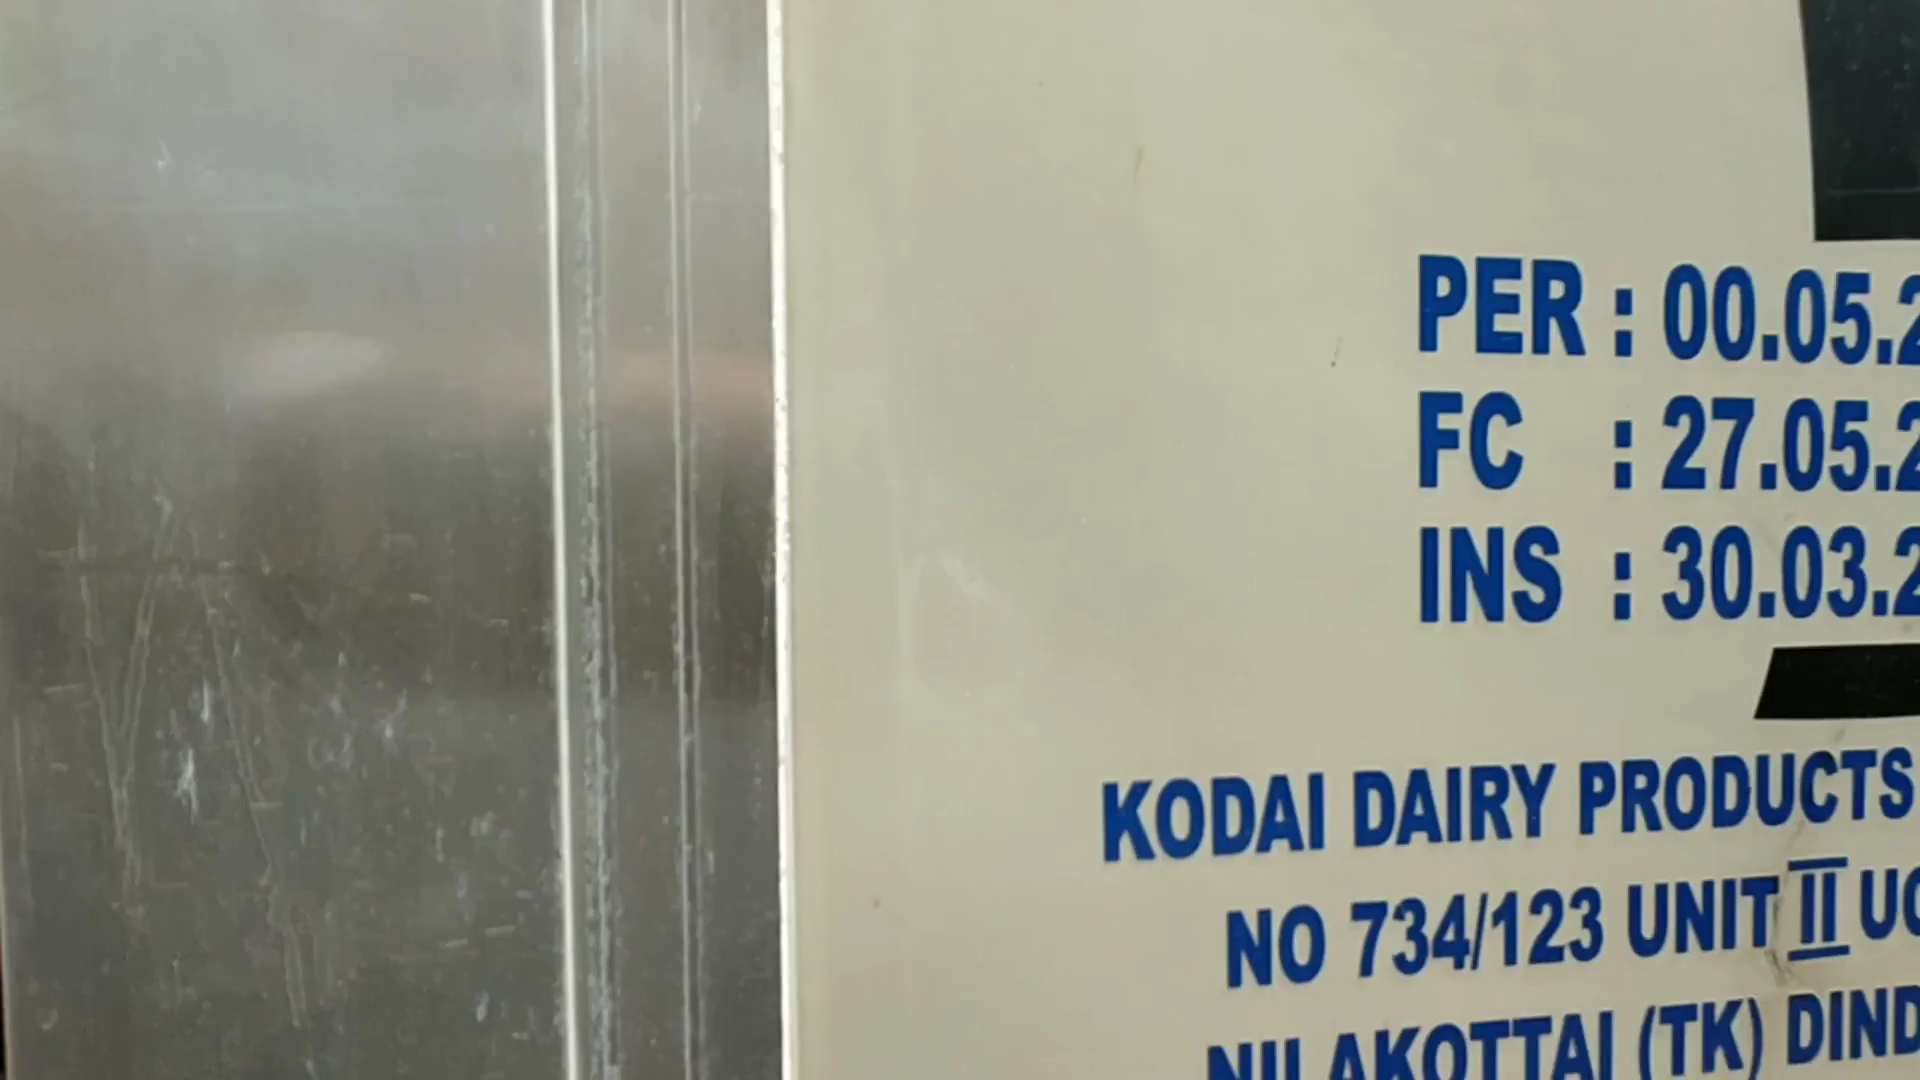 PER : 00.05.2
FC : 27.05.2
INS : 30.03.2
KODAI DAIRY PRODUCTS
NO 734/123 UNIT II UC
NILAKOTTAI (TK) DIND